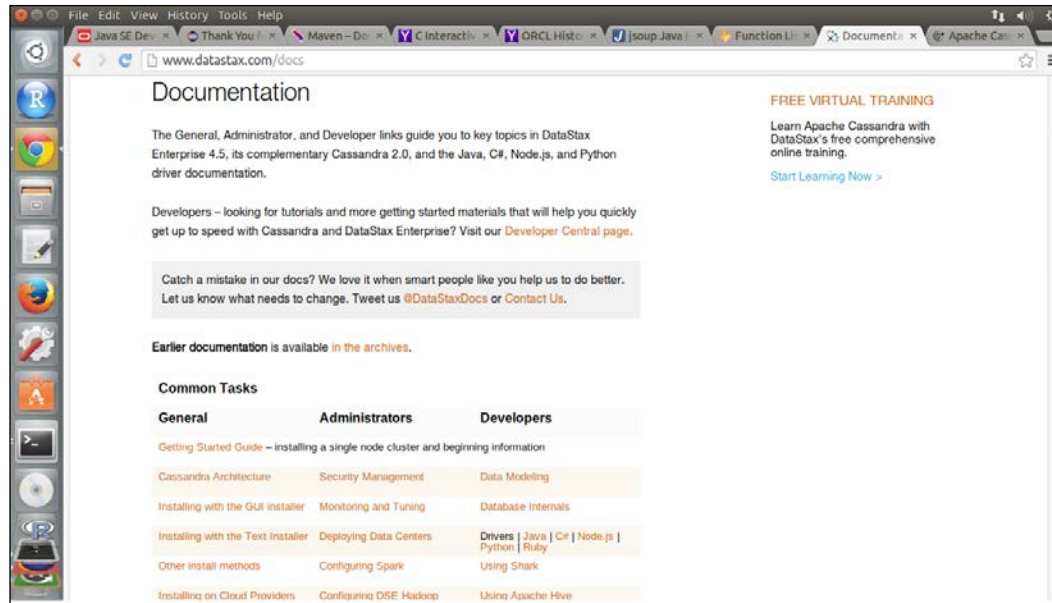 File Edit View History Tools Help
Java SE Dev Thank You f Maven – Do C Interactiv ORCL Histo jsoup Java Function Li Documenta Apache Cas
www.datastax.com/docs
Documentation
The General, Administrator, and Developer links guide you to key topics in DataStax
Enterprise 4.5, its complementary Cassandra 2.0, and the Java, C#, Node.js, and Python
driver documentation.
Developers – looking for tutorials and more getting started materials that will help you quickly
get up to speed with Cassandra and DataStax Enterprise? Visit our Developer Central page.
Catch a mistake in our docs? We love it when smart people like you help us to do better.
Let us know what needs to change. Tweet us @DataStaxDocs or Contact Us.
Earlier documentation is available in the archives.
Common Tasks
General Administrators Developers
Getting Started Guide – installing a single node cluster and beginning information
Cassandra Architecture Security Management Data Modeling
Installing with the GUI installer Monitoring and Tuning Database Internals
Installing with the Text Installer Deploying Data Centers Drivers | Java | C# | Node.js |
Python | Ruby
Other install methods Configuring Spark Using Shark
Installing on Cloud Providers Configuring DSE Hadoop Using Apache Hive
FREE VIRTUAL TRAINING
Learn Apache Cassandra with
DataStax's free comprehensive
online training.
Start Learning Now >